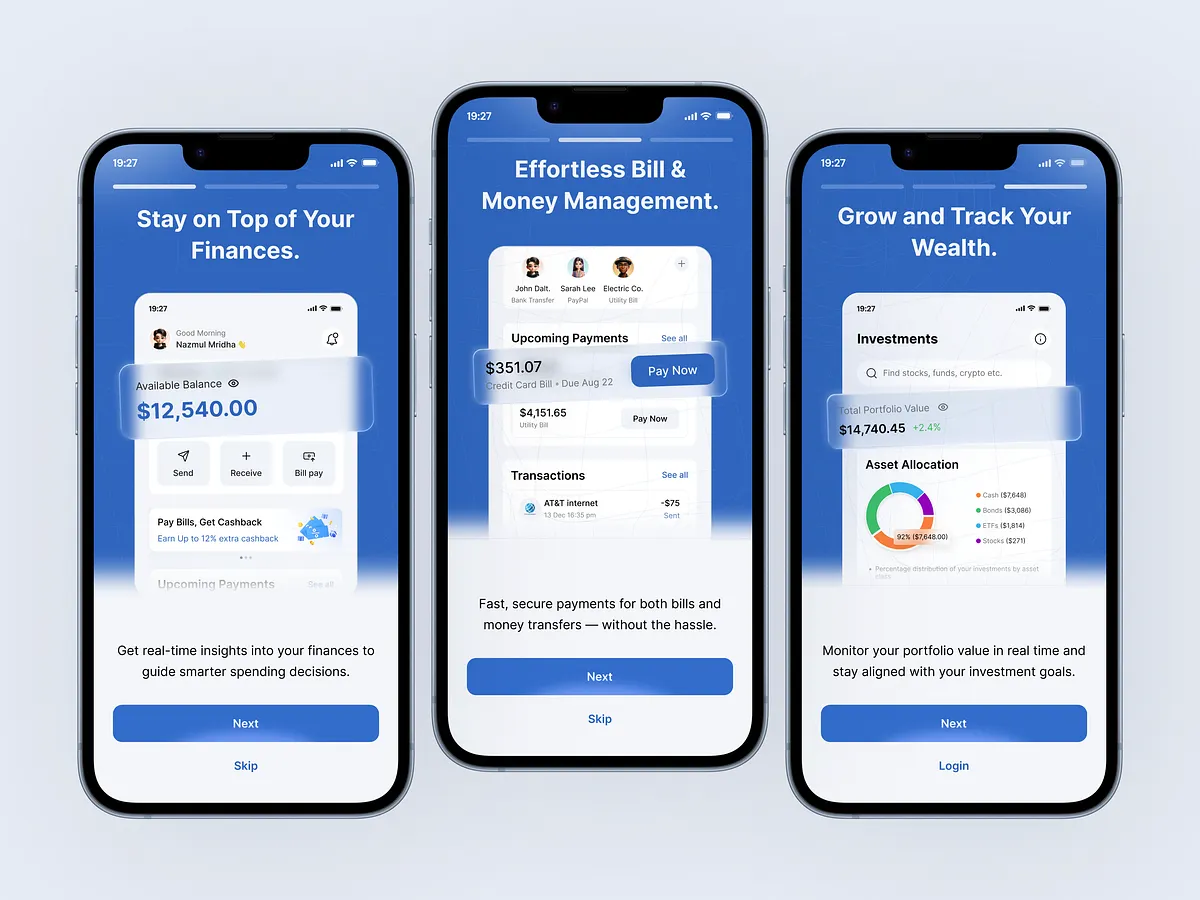 19:27
Stay on Top of Your
Finances.
19:27
Good Morning
Nazmul Mridha 👋
Available Balance
$12,540.00
Send
Receive
Bill pay
Pay Bills, Get Cashback
Earn Up to 12% extra cashback
Upcoming Payments
See all
Get real-time insights into your finances to
guide smarter spending decisions.
Next
Skip
19:27
Effortless Bill &
Money Management.
John Dalt.
Sarah Lee
Electric Co.
Bank Transfer
PayPal
Utility Bill
Upcoming Payments
See all
$351.07
Credit Card Bill • Due Aug 22
Pay Now
$4,151.65
Utility Bill
Pay Now
Transactions
See all
AT&T internet
-$75
13 Dec 16:35 pm
Sent
Fast, secure payments for both bills and
money transfers — without the hassle.
Next
Skip
19:27
Grow and Track Your
Wealth.
19:27
Investments
Find stocks, funds, crypto etc.
Total Portfolio Value
$14,740.45 +2.4%
Asset Allocation
Cash ($7,648)
Bonds ($3,086)
ETFs ($1,814)
Stocks ($271)
92% ($7,648.00)
• Percentage distribution of your investments by asset
class
Monitor your portfolio value in real time and
stay aligned with your investment goals.
Next
Login